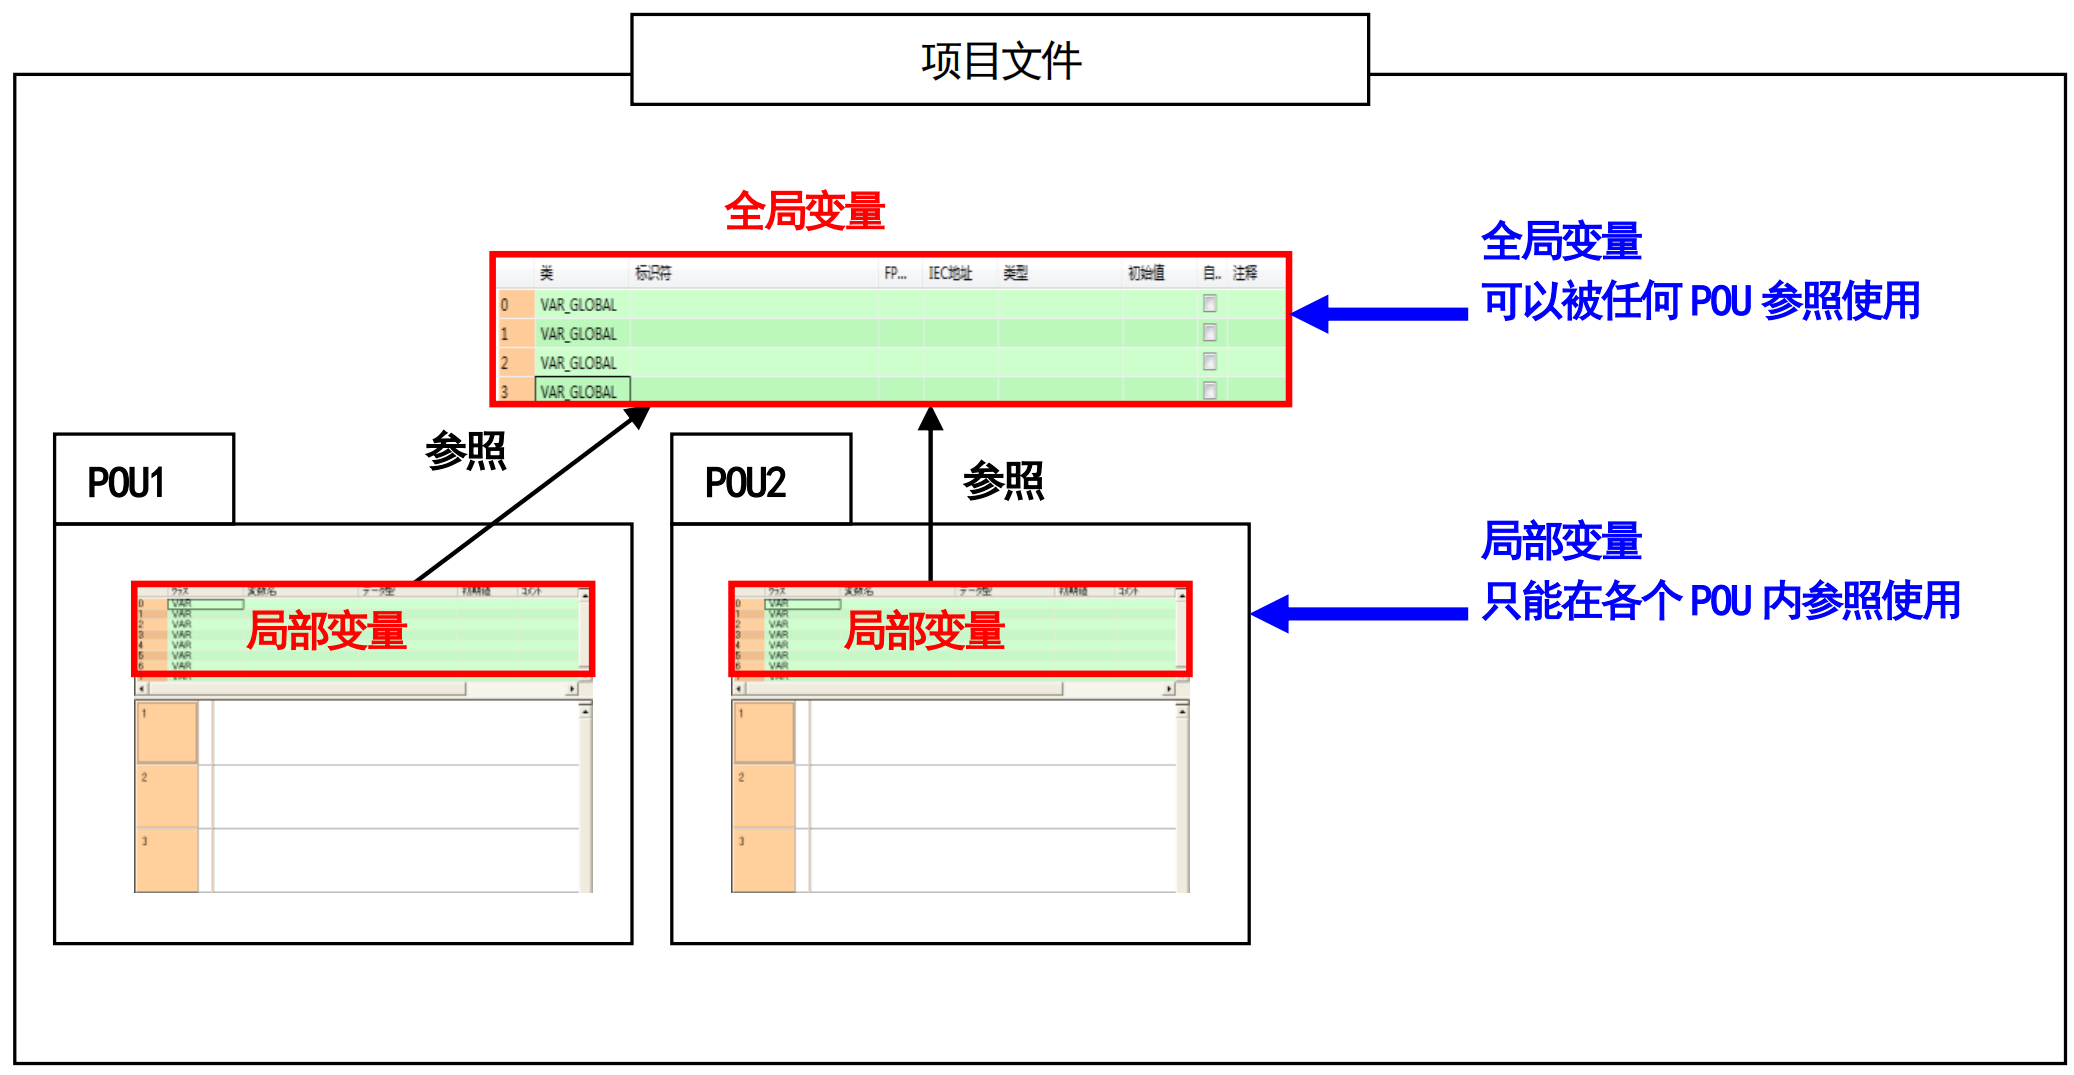 项目文件
全局变量
类 标识符 FP... IEC地址 类型 初始值 自.. 注释
0 VAR_GLOBAL
1 VAR_GLOBAL
2 VAR_GLOBAL
3 VAR_GLOBAL
全局变量
可以被任何 POU 参照使用
参照
参照
POU1
POU2
クラス 変数名 データ型 初期値 コメント
0 VAR
1 VAR
2 VAR
3 VAR
4 VAR
5 VAR
6 VAR
局部变量
1
2
3
クラス 変数名 データ型 初期値 コメント
0 VAR
1 VAR
2 VAR
3 VAR
4 VAR
5 VAR
6 VAR
局部变量
1
2
3
局部变量
只能在各个 POU 内参照使用